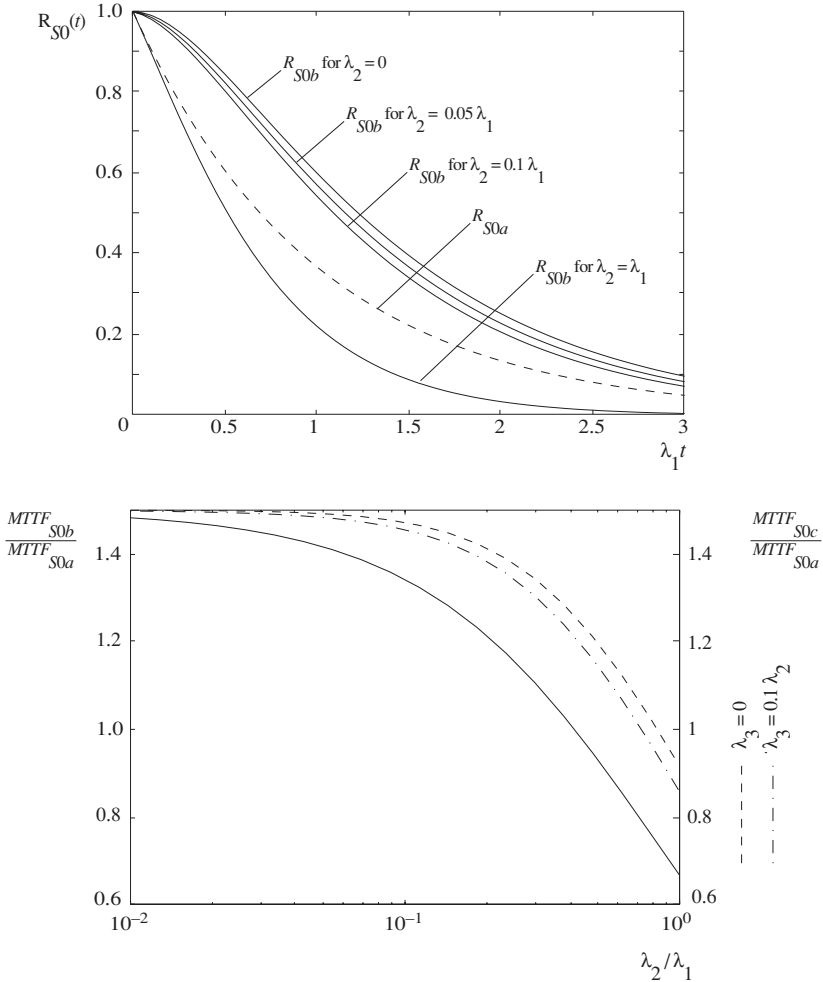 R_S0(t)
1.0
0.8
0.6
0.4
0.2
0
R_S0b for λ_2 = 0
R_S0b for λ_2 = 0.05 λ_1
R_S0b for λ_2 = 0.1 λ_1
R_S0a
R_S0b for λ_2 = λ_1
0 0.5 1 1.5 2 2.5 3
λ_1 t
MTTF_S0b
MTTF_S0a
1.4
1.2
1.0
0.8
0.6
MTTF_S0c
MTTF_S0a
1.4
1.2
1
0.8
0.6
λ_3 = 0
λ_3 = 0.1 λ_2
10^−2 10^−1 10^0
λ_2 / λ_1